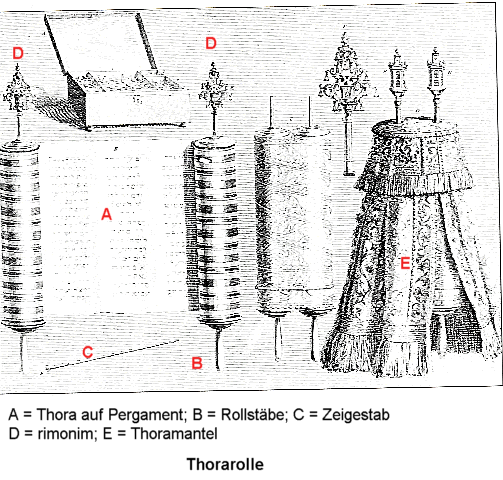 D
D
A
E
C
B
A = Thora auf Pergament; B = Rollstäbe; C = Zeigestab
D = rimonim; E = Thoramantel
Thorarolle